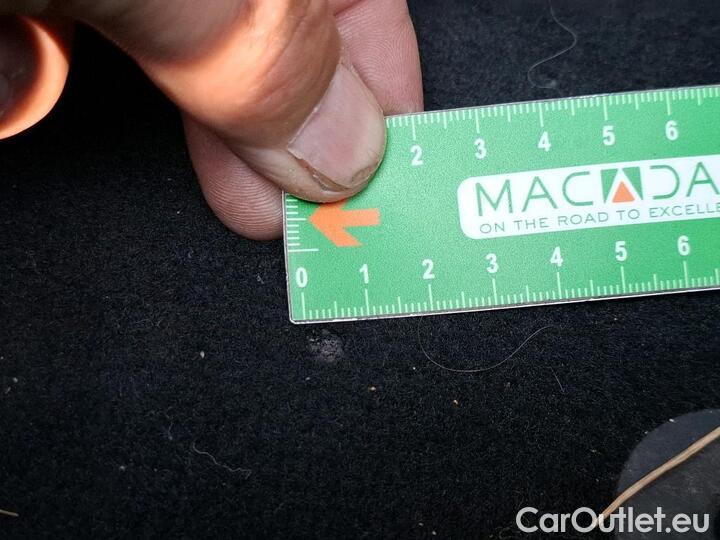 2 3 4 5 6
MACADA
ON THE ROAD TO EXCELLE
0 1 2 3 4 5 6
CarOutlet.eu